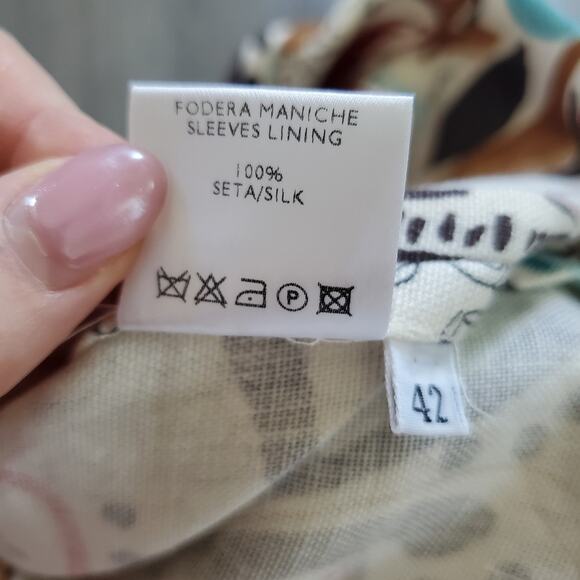 FODERA MANICHE
SLEEVES LINING
100%
SETA/SILK
P
42